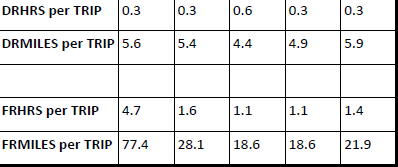 DRHRS per TRIP 0.3 0.3 0.6 0.3 0.3
DRMILES per TRIP 5.6 5.4 4.4 4.9 5.9
FRHRS per TRIP 4.7 1.6 1.1 1.1 1.4
FRMILES per TRIP 77.4 28.1 18.6 18.6 21.9